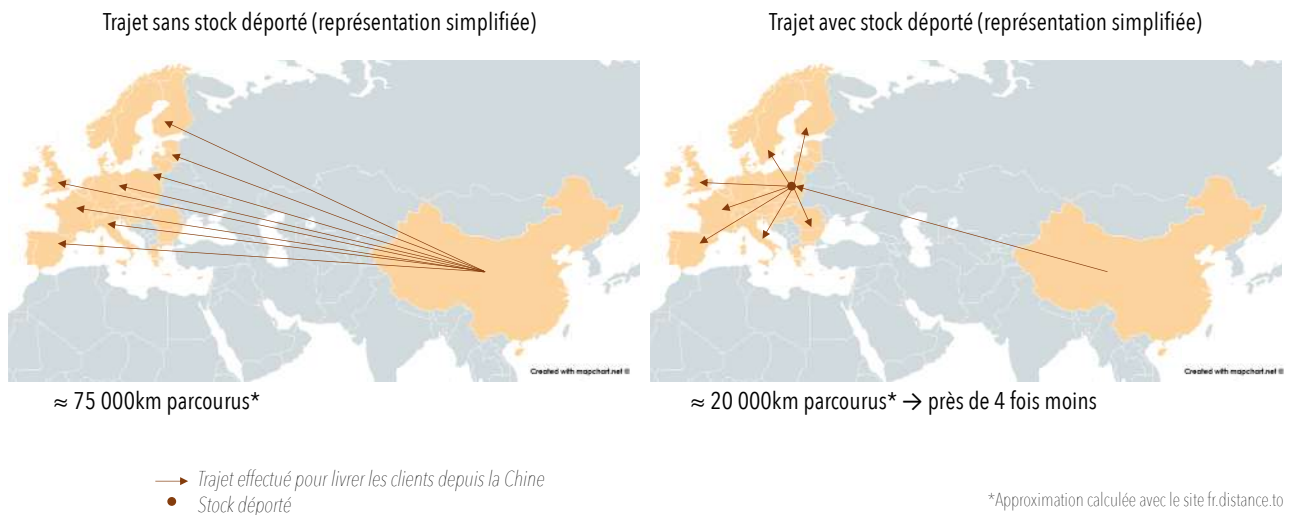 Trajet sans stock déporté (représentation simplifiée)
Trajet avec stock déporté (représentation simplifiée)
Created with mapchart.net ©
Created with mapchart.net ©
≈ 75 000km parcourus*
≈ 20 000km parcourus* → près de 4 fois moins
Trajet effectué pour livrer les clients depuis la Chine
Stock déporté
*Approximation calculée avec le site fr.distance.to